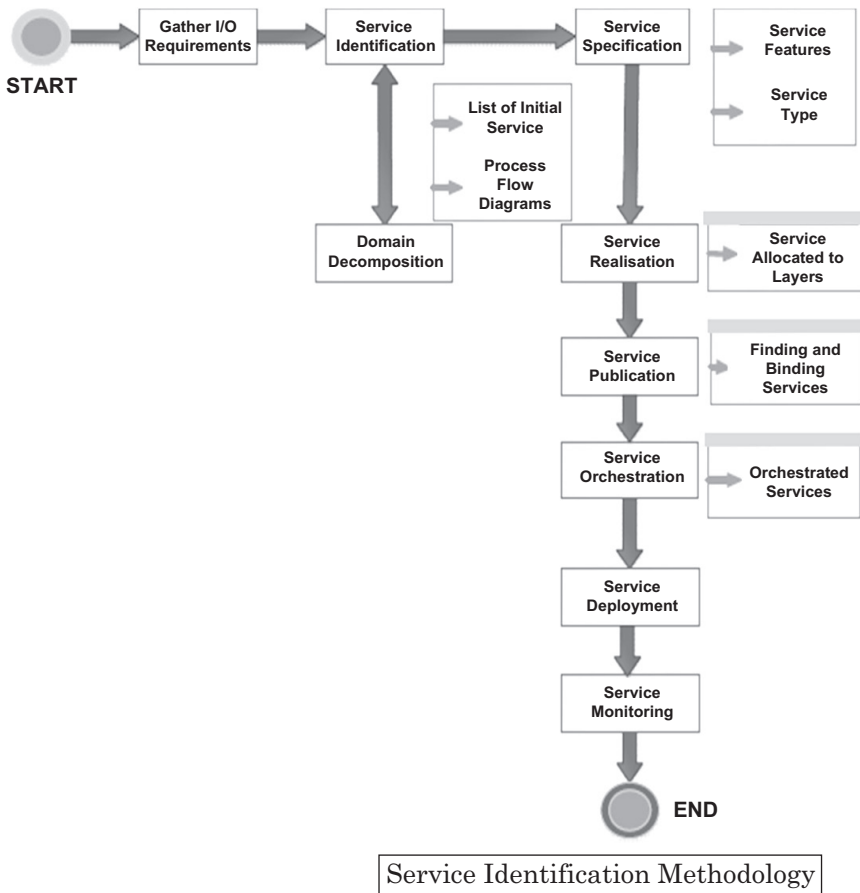 START
Gather I/O
Requirements
Service
Identification
Service
Specification
Service
Features
Service
Type
List of Initial
Service
Process
Flow
Diagrams
Domain
Decomposition
Service
Realisation
Service
Allocated to
Layers
Service
Publication
Finding and
Binding
Services
Service
Orchestration
Orchestrated
Services
Service
Deployment
Service
Monitoring
END
Service Identification Methodology